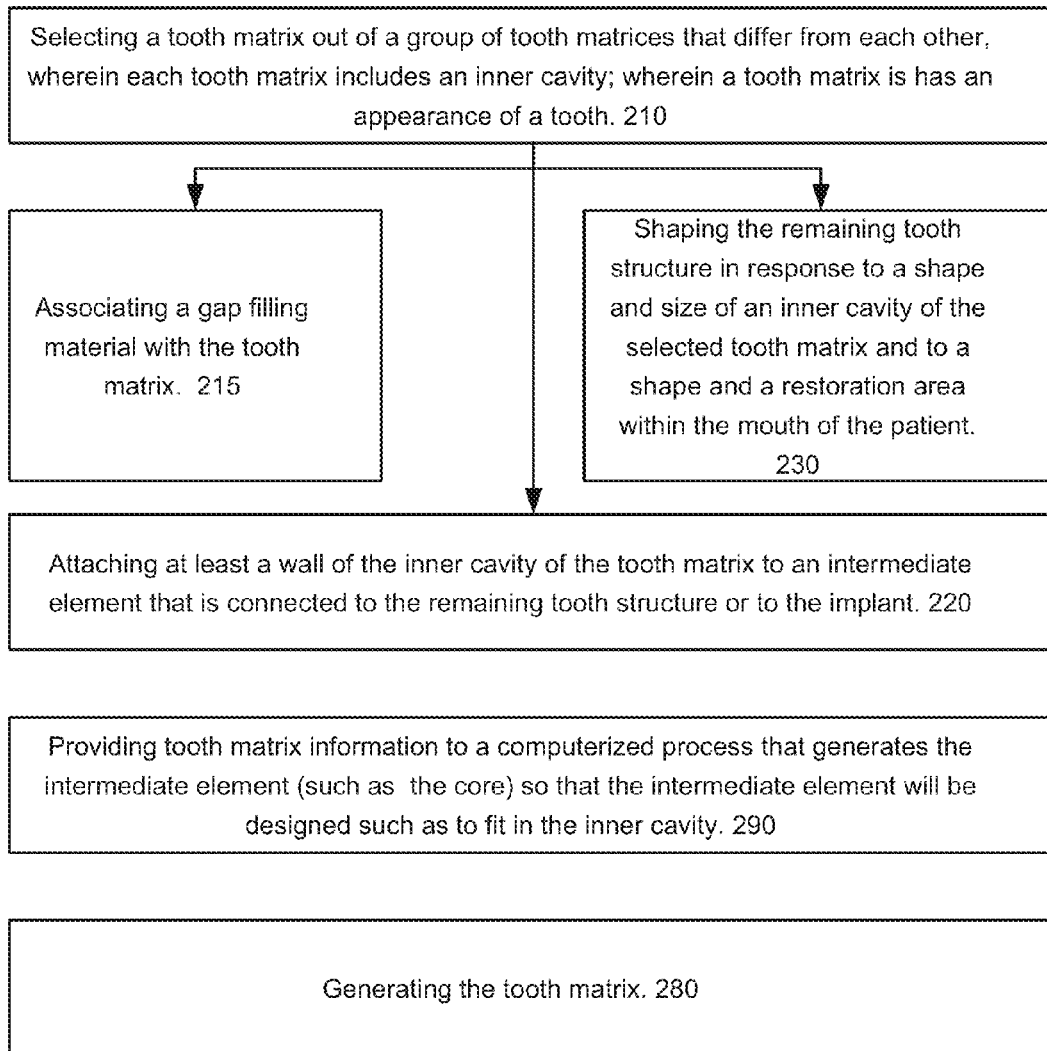 Selecting a tooth matrix out of a group of tooth matrices that differ from each other,
wherein each tooth matrix includes an inner cavity; wherein a tooth matrix is has an
appearance of a tooth. 210
Associating a gap filling
material with the tooth
matrix. 215
Shaping the remaining tooth
structure in response to a shape
and size of an inner cavity of the
selected tooth matrix and to a
shape and a restoration area
within the mouth of the patient.
230
Attaching at least a wall of the inner cavity of the tooth matrix to an intermediate
element that is connected to the remaining tooth structure or to the implant. 220
Providing tooth matrix information to a computerized process that generates the
intermediate element (such as the core) so that the intermediate element will be
designed such as to fit in the inner cavity. 290
Generating the tooth matrix. 280